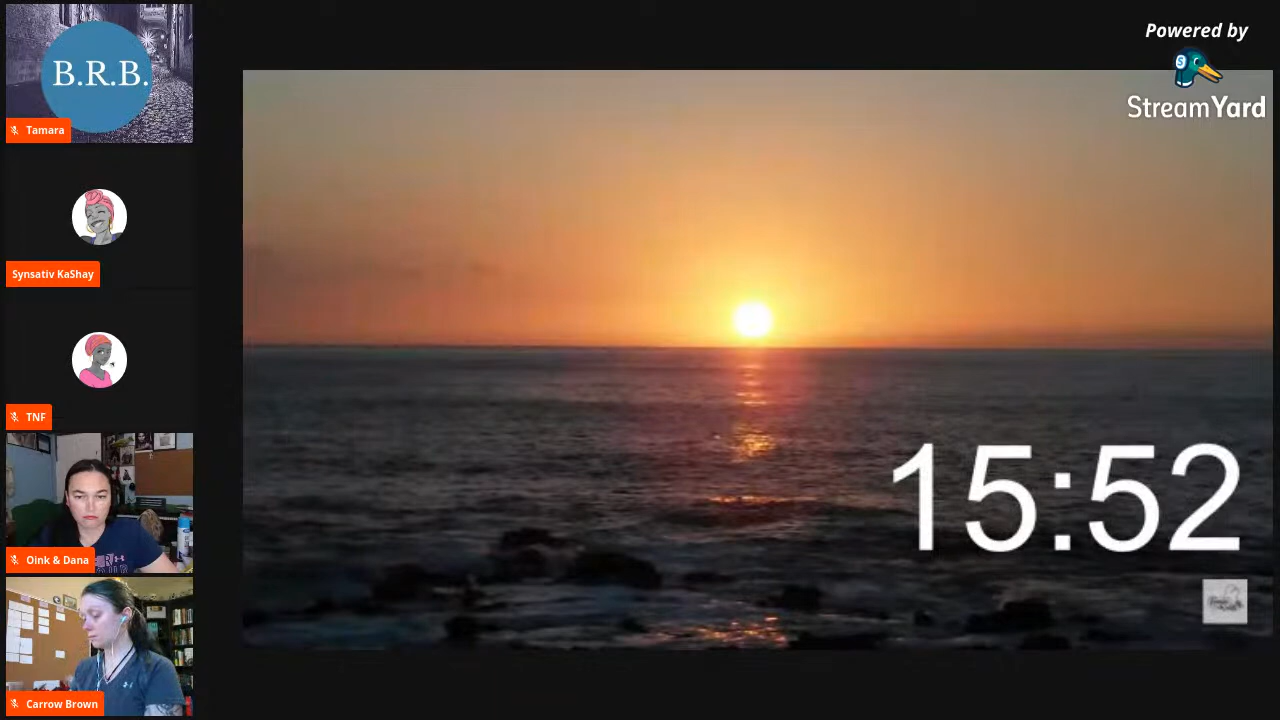 Powered by
StreamYard
B.R.B.
Tamara
Synsativ KaShay
TNF
Oink & Dana
Carrow Brown
15:52